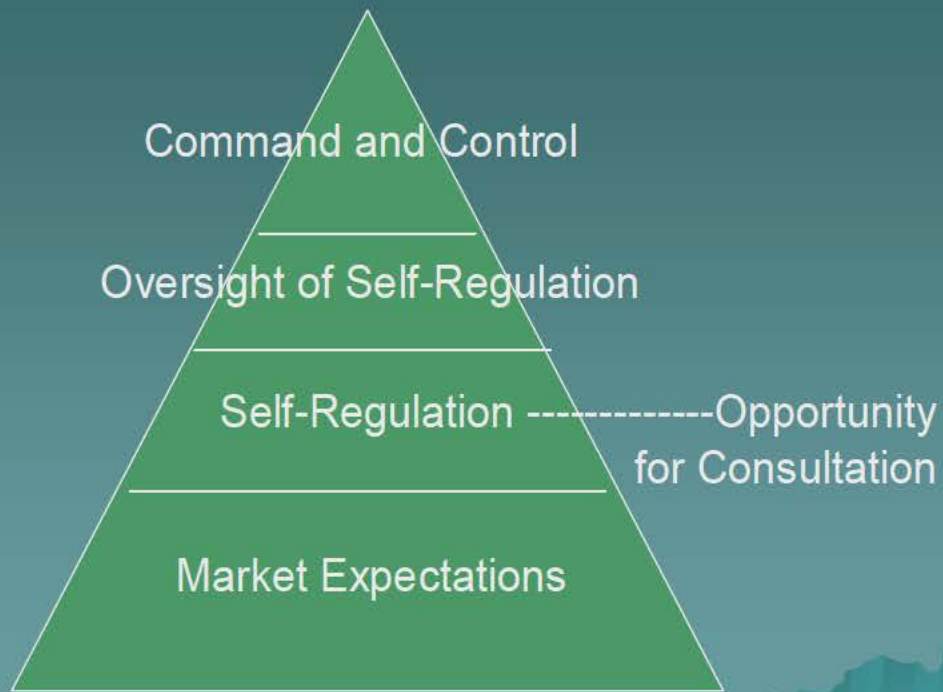 Command and Control
Oversight of Self-Regulation
Self-Regulation -------------Opportunity
for Consultation
Market Expectations